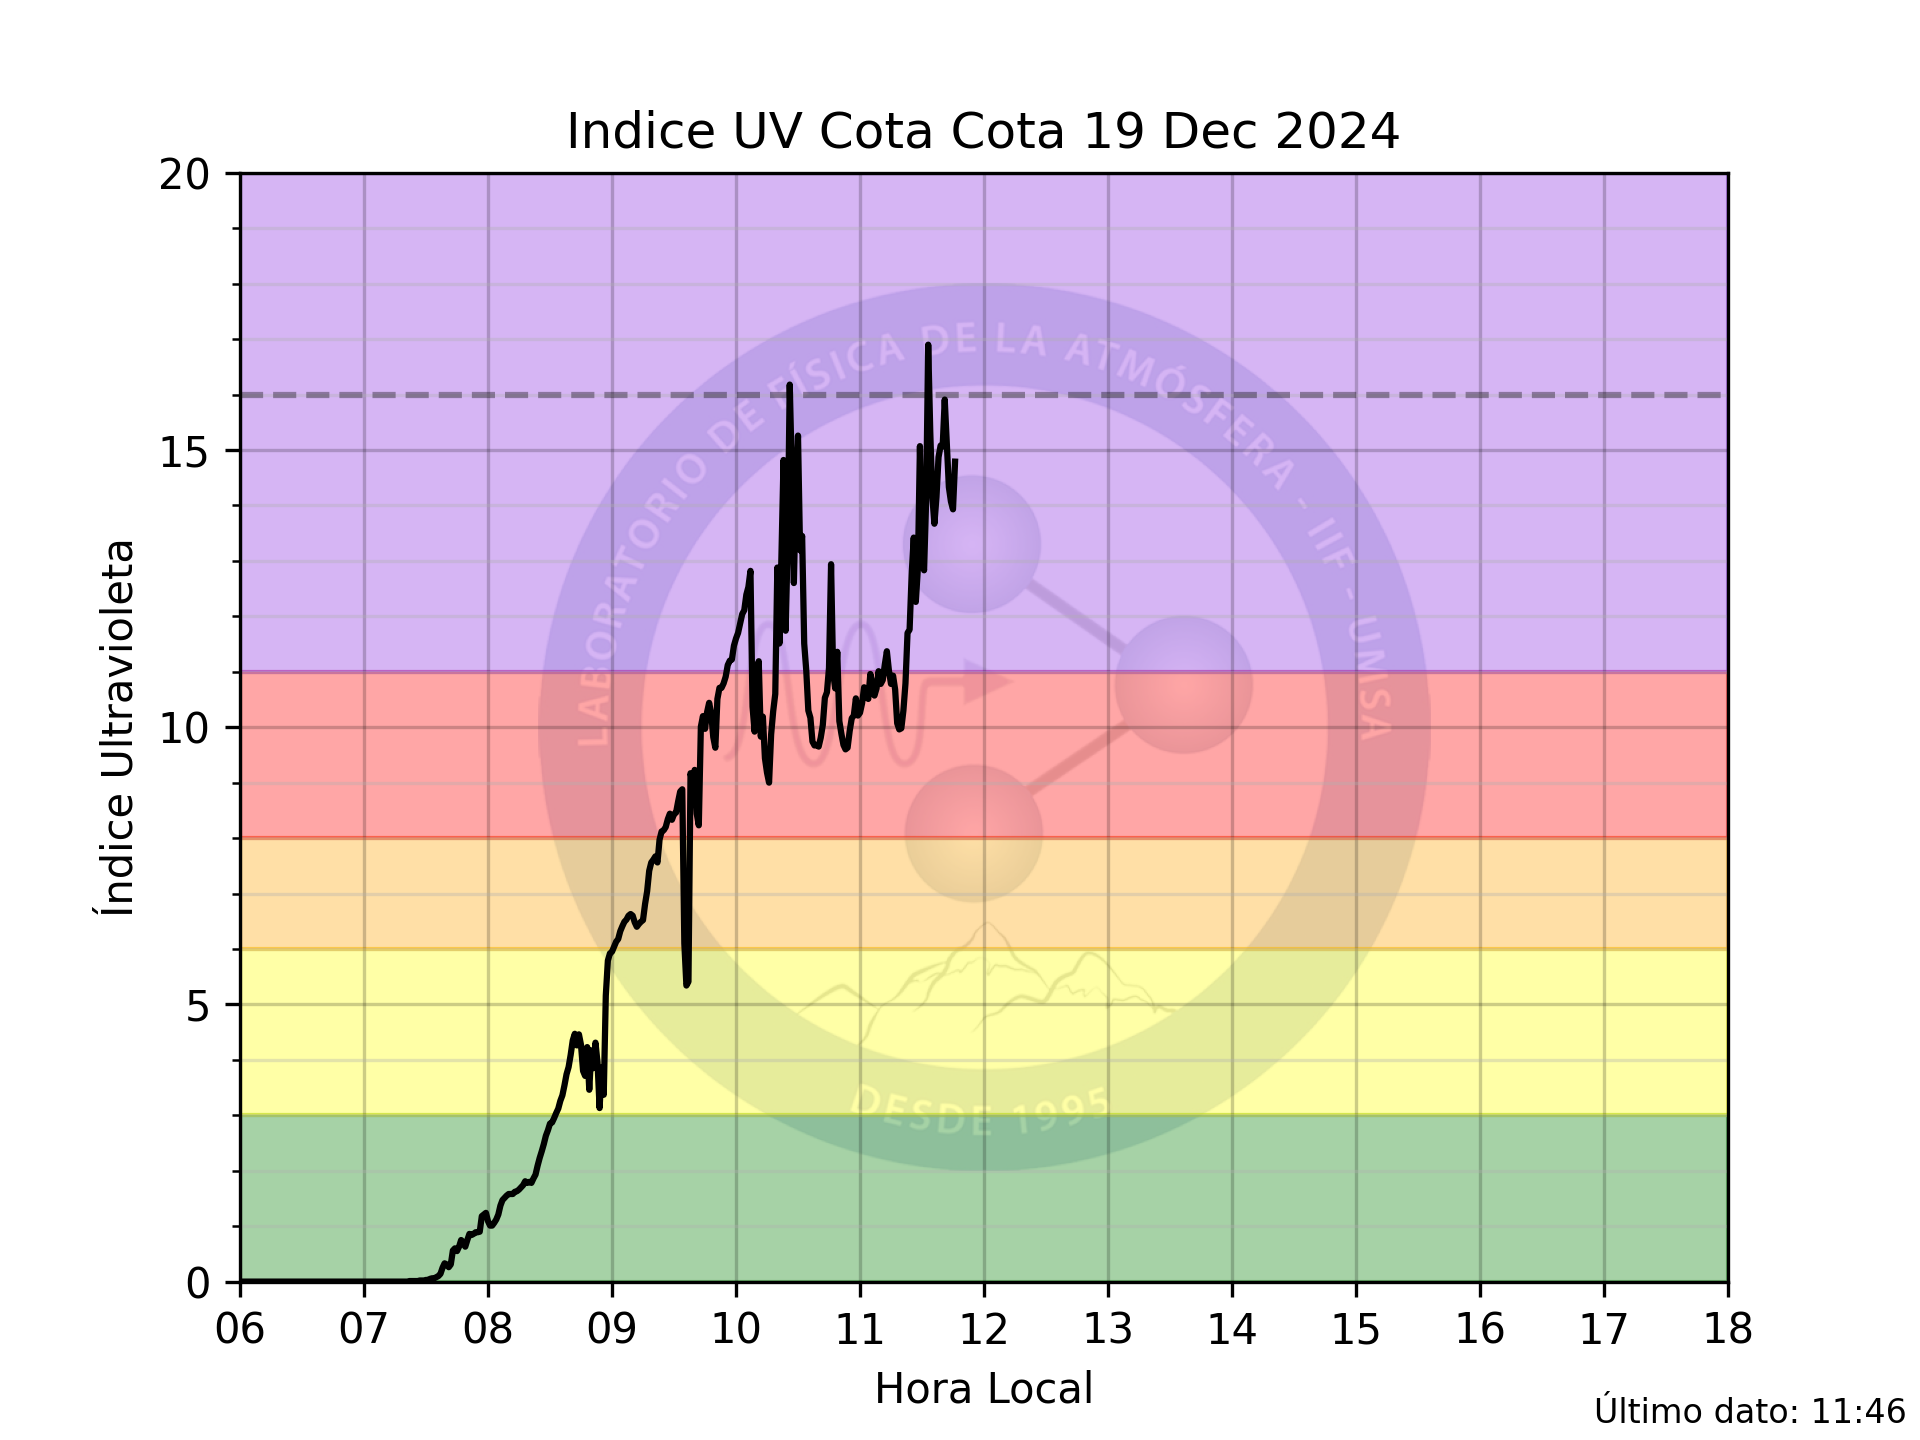 Indice UV Cota Cota 19 Dec 2024
20
15
10
5
0
Índice Ultravioleta
LABORATORIO DE FÍSICA DE LA ATMÓSFERA - IIF - UMSA
DESDE 1995
06 07 08 09 10 11 12 13 14 15 16 17 18
Hora Local
Último dato: 11:46